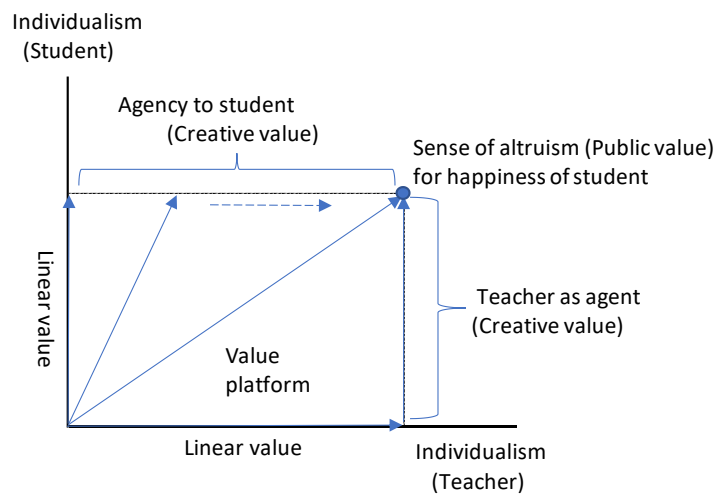 Individualism
(Student)
Agency to student
(Creative value)
Sense of altruism (Public value)
for happiness of student
Linear value
Teacher as agent
(Creative value)
Value
platform
Linear value
Individualism
(Teacher)